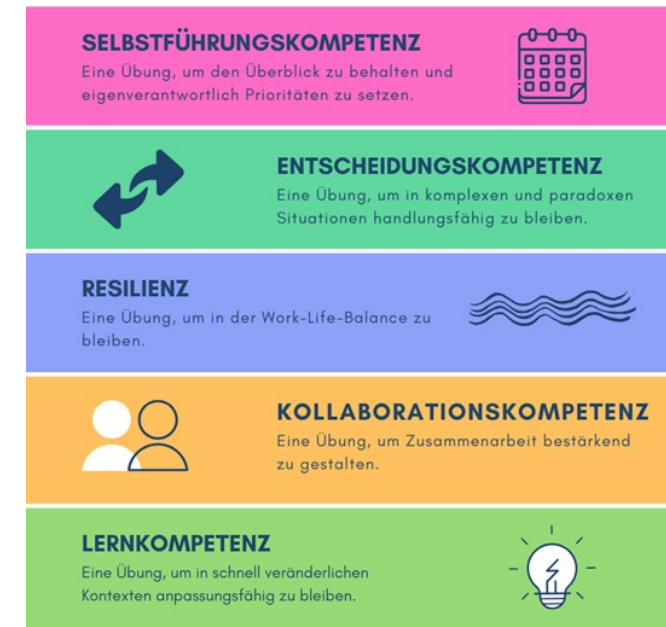 SELBSTFÜHRUNGSKOMPETENZ
Eine Übung, um den Überblick zu behalten und
eigenverantwortlich Prioritäten zu setzen.
ENTSCHEIDUNGSKOMPETENZ
Eine Übung, um in komplexen und paradoxen
Situationen handlungsfähig zu bleiben.
RESILIENZ
Eine Übung, um in der Work-Life-Balance zu
bleiben.
KOLLABORATIONSKOMPETENZ
Eine Übung, um Zusammenarbeit bestärkend
zu gestalten.
LERNKOMPETENZ
Eine Übung, um in schnell veränderlichen
Kontexten anpassungsfähig zu bleiben.